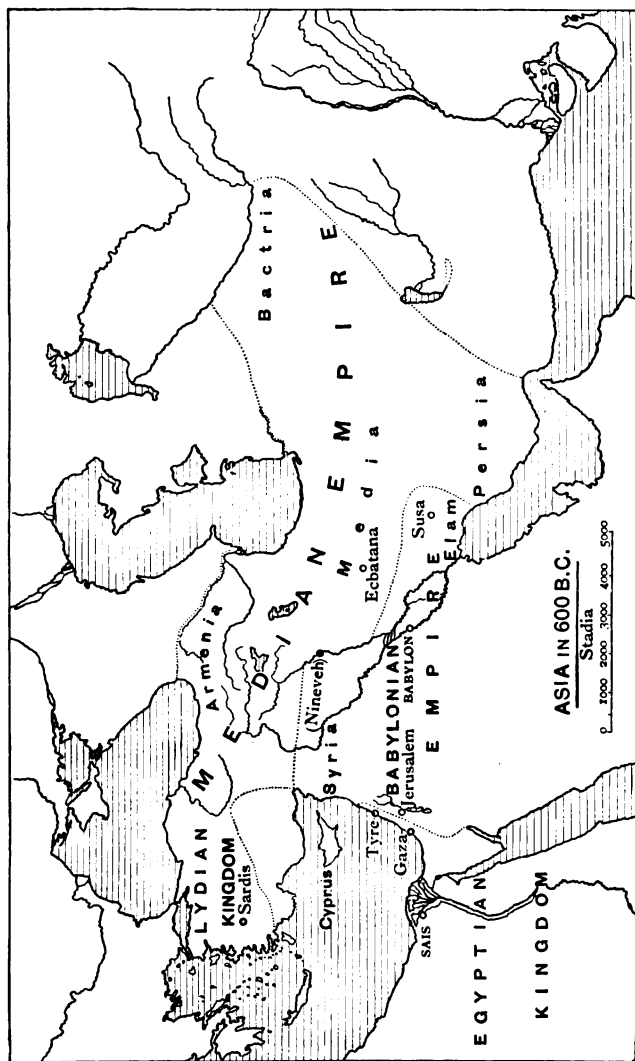 LYDIAN
KINGDOM
Sardis
MEDIAN EMPIRE
Armenia
Media
Ecbatana
Bactria
(Nineveh)
Syria
Cyprus
BABYLONIAN
EMPIRE
BABYLON
Tyre
Jerusalem
Gaza
Susa
Elam
Persia
SAIS
EGYPTIAN
KINGDOM
ASIA IN 600 B.C.
Stadia
0 1000 2000 3000 4000 5000